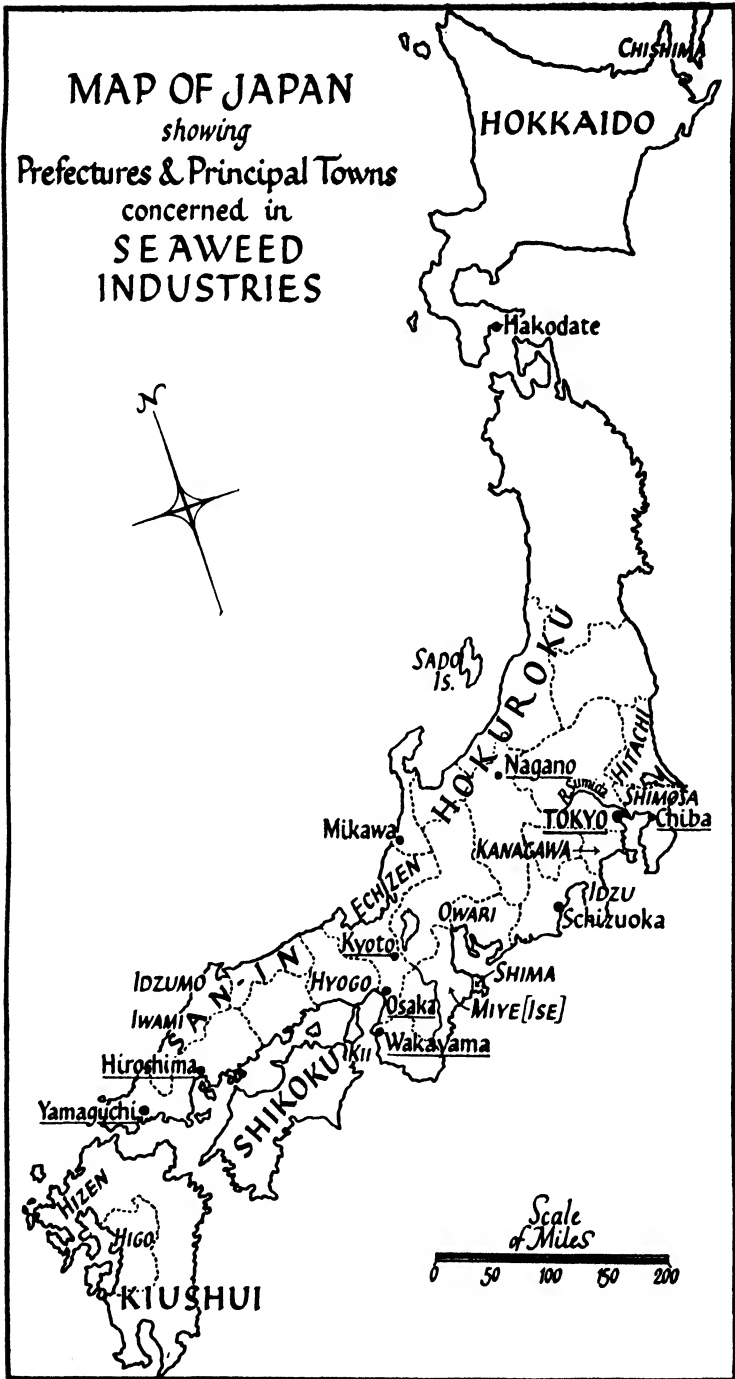 MAP OF JAPAN
showing
Prefectures & Principal Towns
concerned in
SEAWEED
INDUSTRIES
CHISHIMA
HOKKAIDO
Hakodate
N
SADO
IS.
HOKUROKU
HITACHI
Nagano
R. Sumida
SHIMOSA
TOKYO
Chiba
Mikawa
KANAGAWA
ECHIZEN
IDZU
OWARI
Schizuoka
Kyoto
SAN-IN
IDZUMO
HYOGO
SHIMA
Osaka
MIYE [ISE]
IWAMI
Wakayama
KII
Hiroshima
SHIKOKU
Yamaguchi
HIZEN
HIGO
KIUSHUI
Scale
of Miles
0 50 100 150 200